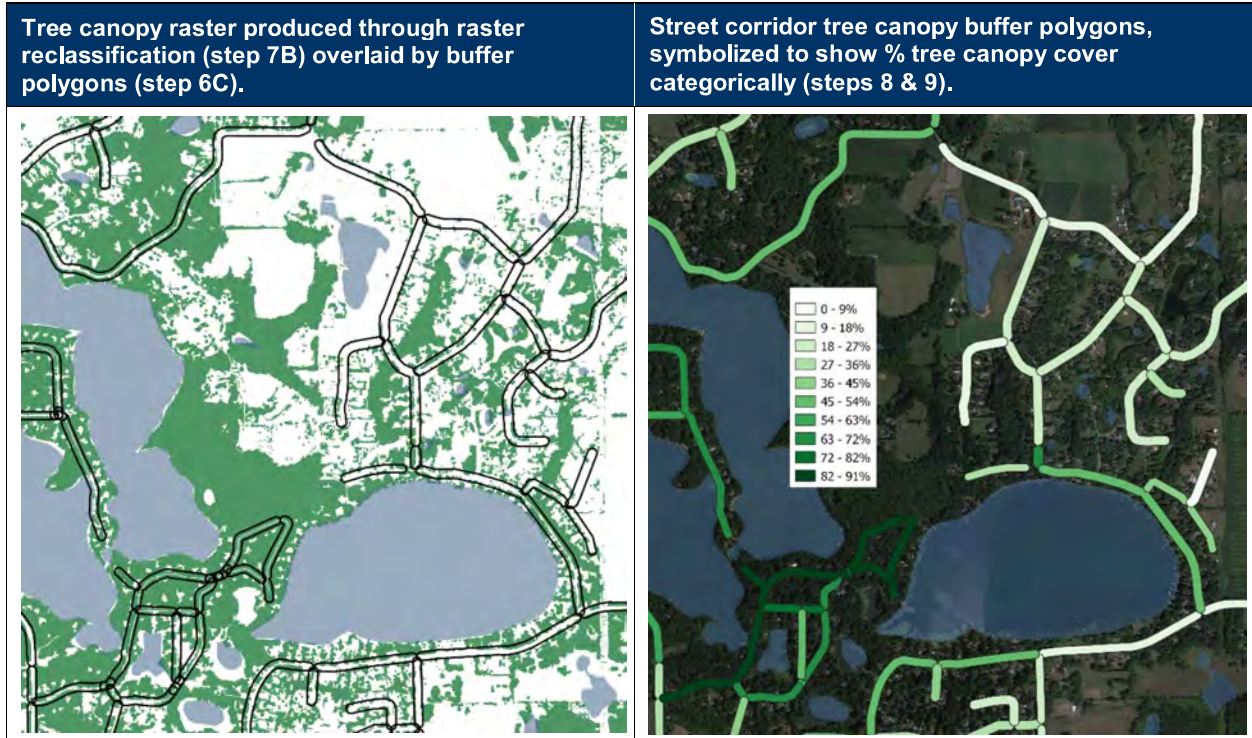 Tree canopy raster produced through raster
reclassification (step 7B) overlaid by buffer
polygons (step 6C).
Street corridor tree canopy buffer polygons,
symbolized to show % tree canopy cover
categorically (steps 8 & 9).
0 - 9%
9 - 18%
18 - 27%
27 - 36%
36 - 45%
45 - 54%
54 - 63%
63 - 72%
72 - 82%
82 - 91%